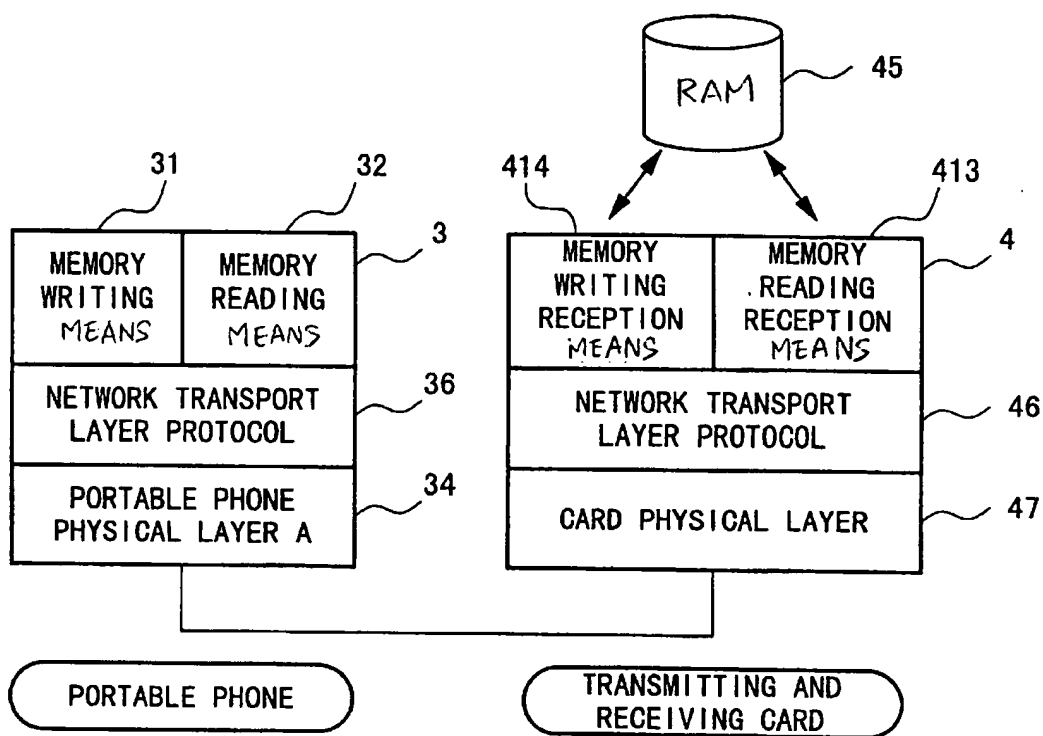 RAM
45
31
32
3
414
413
4
MEMORY
WRITING
MEANS
MEMORY
READING
MEANS
MEMORY
WRITING
RECEPTION
MEANS
MEMORY
READING
RECEPTION
MEANS
36
NETWORK TRANSPORT
LAYER PROTOCOL
NETWORK TRANSPORT
LAYER PROTOCOL
46
34
PORTABLE PHONE
PHYSICAL LAYER A
CARD PHYSICAL LAYER
47
PORTABLE PHONE
TRANSMITTING AND
RECEIVING CARD